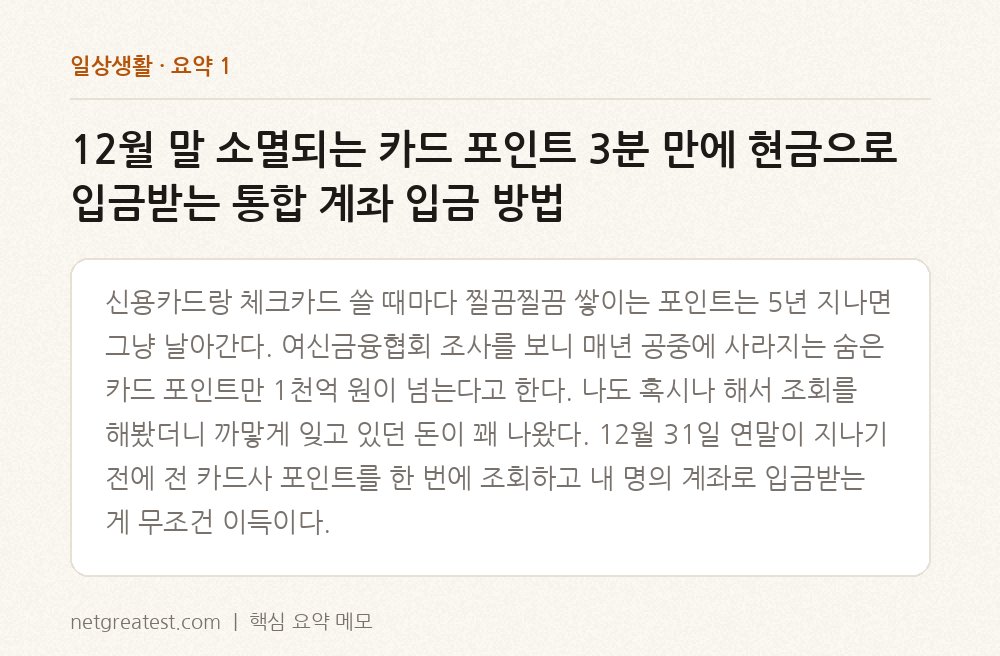 일상생활 · 요약 1
12월 말 소멸되는 카드 포인트 3분 만에 현금으로
입금받는 통합 계좌 입금 방법
신용카드랑 체크카드 쓸 때마다 찔끔찔끔 쌓이는 포인트는 5년 지나면
그냥 날아간다. 여신금융협회 조사를 보니 매년 공중에 사라지는 숨은
카드 포인트만 1천억 원이 넘는다고 한다. 나도 혹시나 해서 조회를
해봤더니 까맣게 잊고 있던 돈이 꽤 나왔다. 12월 31일 연말이 지나기
전에 전 카드사 포인트를 한 번에 조회하고 내 명의 계좌로 입금받는
게 무조건 이득이다.
netgreatest.com | 핵심 요약 메모